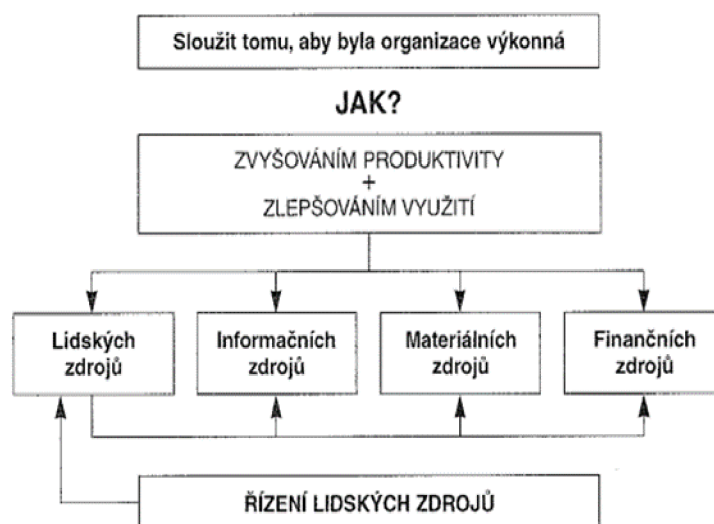 Sloužit tomu, aby byla organizace výkonná
JAK?
ZVYŠOVÁNÍM PRODUKTIVITY
+
ZLEPŠOVÁNÍM VYUŽITÍ
Lidských
zdrojů
Informačních
zdrojů
Materiálních
zdrojů
Finančních
zdrojů
ŘÍZENÍ LIDSKÝCH ZDROJŮ